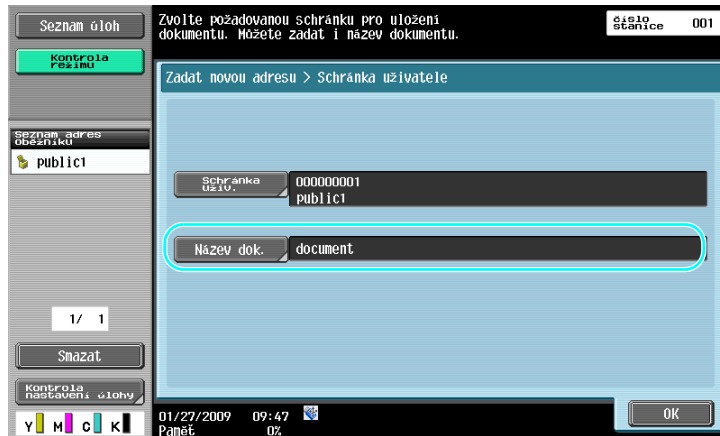 Seznam úloh
Kontrola
režimu
Zvolte požadovanou schránku pro uložení
dokumentu. Můžete zadat i název dokumentu.
číslo
stanice
001
Zadat novou adresu > Schránka uživatele
Seznam adres
oběžníku
public1
Schránka
uživ.
000000001
public1
Název dok.
document
1/ 1
Smazat
Kontrola
nastavení úlohy
Y M C K
01/27/2009 09:47
Paměť 0%
OK